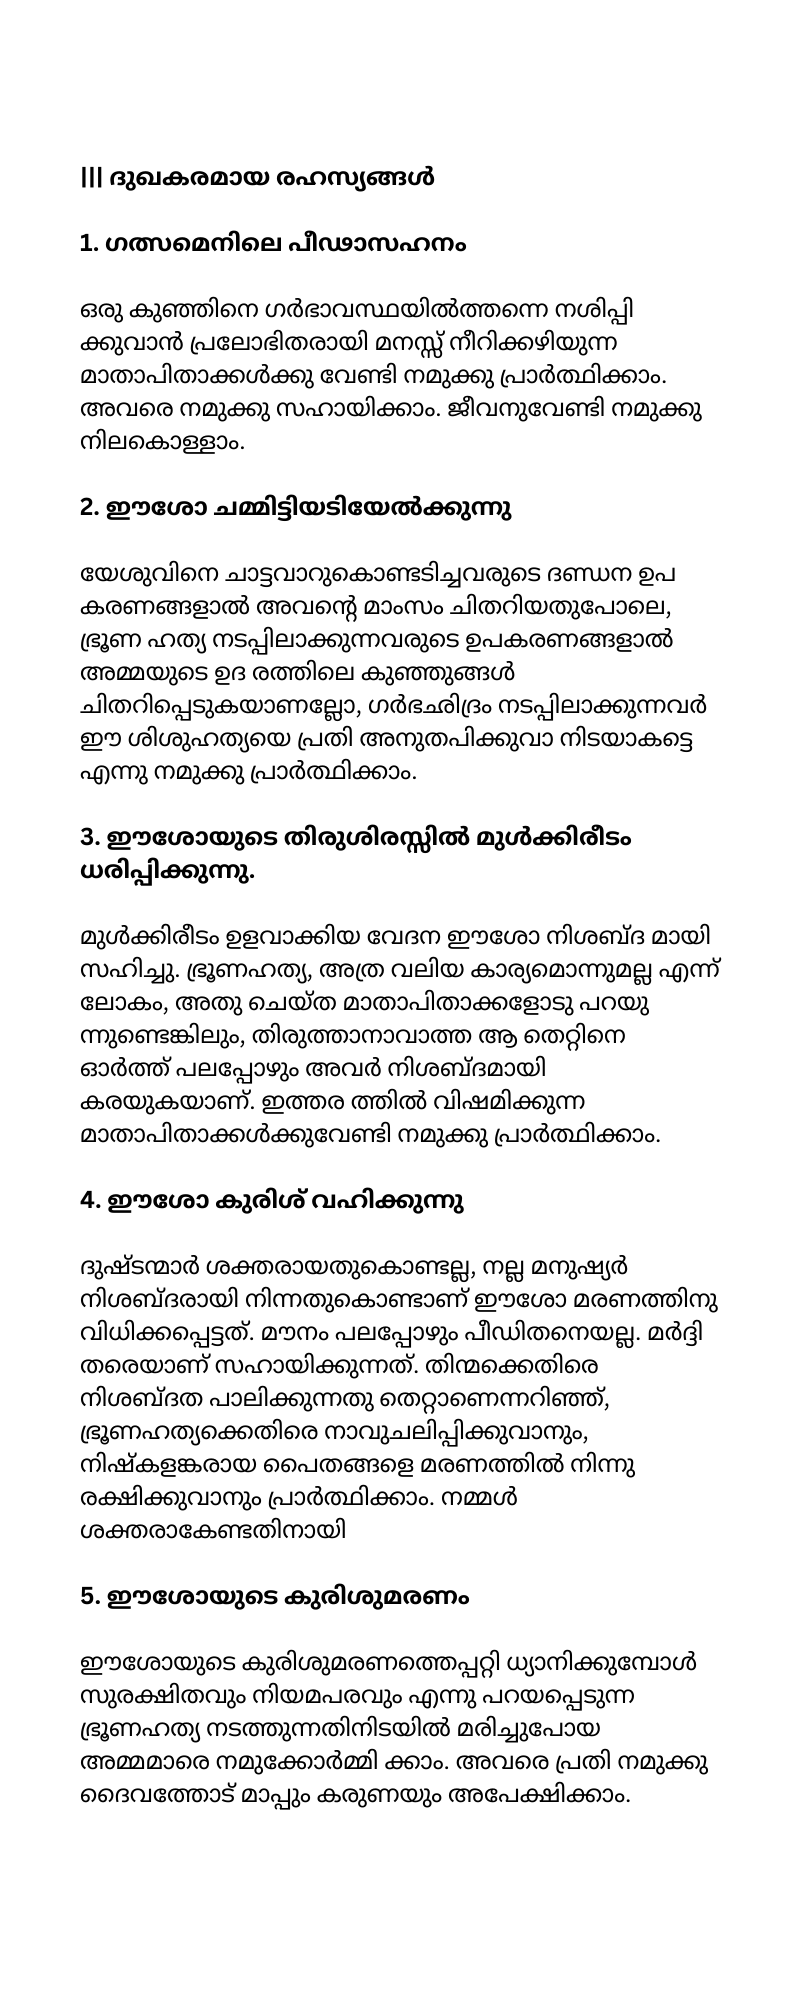 ||| ദുഖകരമായ രഹസ്യങ്ങൾ
1. ഗത്സമെനിലെ പീഢാസഹനം
ഒരു കുഞ്ഞിനെ ഗർഭാവസ്ഥയിൽത്തന്നെ നശിപ്പി
ക്കുവാൻ പ്രലോഭിതരായി മനസ്സ് നീറിക്കഴിയുന്ന
മാതാപിതാക്കൾക്കു വേണ്ടി നമുക്കു പ്രാർത്ഥിക്കാം.
അവരെ നമുക്കു സഹായിക്കാം. ജീവനുവേണ്ടി നമുക്കു
നിലകൊള്ളാം.
2. ഈശോ ചമ്മിട്ടിയടിയേൽക്കുന്നു
യേശുവിനെ ചാട്ടവാറുകൊണ്ടടിച്ചവരുടെ ദണ്ഡന ഉപ
കരണങ്ങളാൽ അവന്റെ മാംസം ചിതറിയതുപോലെ,
ഭ്രൂണ ഹത്യ നടപ്പിലാക്കുന്നവരുടെ ഉപകരണങ്ങളാൽ
അമ്മയുടെ ഉദ രത്തിലെ കുഞ്ഞുങ്ങൾ
ചിതറിപ്പെടുകയാണല്ലോ, ഗർഭഛിദ്രം നടപ്പിലാക്കുന്നവർ
ഈ ശിശുഹത്യയെ പ്രതി അനുതപിക്കുവാ നിടയാകട്ടെ
എന്നു നമുക്കു പ്രാർത്ഥിക്കാം.
3. ഈശോയുടെ തിരുശിരസ്സിൽ മുൾക്കിരീടം
ധരിപ്പിക്കുന്നു.
മുൾക്കിരീടം ഉളവാക്കിയ വേദന ഈശോ നിശബ്ദ മായി
സഹിച്ചു. ഭ്രൂണഹത്യ, അത്ര വലിയ കാര്യമൊന്നുമല്ല എന്ന്
ലോകം, അതു ചെയ്ത മാതാപിതാക്കളോടു പറയു
ന്നുണ്ടെങ്കിലും, തിരുത്താനാവാത്ത ആ തെറ്റിനെ
ഓർത്ത് പലപ്പോഴും അവർ നിശബ്ദമായി
കരയുകയാണ്. ഇത്തര ത്തിൽ വിഷമിക്കുന്ന
മാതാപിതാക്കൾക്കുവേണ്ടി നമുക്കു പ്രാർത്ഥിക്കാം.
4. ഈശോ കുരിശ് വഹിക്കുന്നു
ദുഷ്ടന്മാർ ശക്തരായതുകൊണ്ടല്ല, നല്ല മനുഷ്യർ
നിശബ്ദരായി നിന്നതുകൊണ്ടാണ് ഈശോ മരണത്തിനു
വിധിക്കപ്പെട്ടത്. മൗനം പലപ്പോഴും പീഡിതനെയല്ല. മർദ്ദി
തരെയാണ് സഹായിക്കുന്നത്. തിന്മക്കെതിരെ
നിശബ്ദത പാലിക്കുന്നതു തെറ്റാണെന്നറിഞ്ഞ്,
ഭ്രൂണഹത്യക്കെതിരെ നാവുചലിപ്പിക്കുവാനും,
നിഷ്കളങ്കരായ പൈതങ്ങളെ മരണത്തിൽ നിന്നു
രക്ഷിക്കുവാനും പ്രാർത്ഥിക്കാം. നമ്മൾ
ശക്തരാകേണ്ടതിനായി
5. ഈശോയുടെ കുരിശുമരണം
ഈശോയുടെ കുരിശുമരണത്തെപ്പറ്റി ധ്യാനിക്കുമ്പോൾ
സുരക്ഷിതവും നിയമപരവും എന്നു പറയപ്പെടുന്ന
ഭ്രൂണഹത്യ നടത്തുന്നതിനിടയിൽ മരിച്ചുപോയ
അമ്മമാരെ നമുക്കോർമ്മി ക്കാം. അവരെ പ്രതി നമുക്കു
ദൈവത്തോട് മാപ്പും കരുണയും അപേക്ഷിക്കാം.